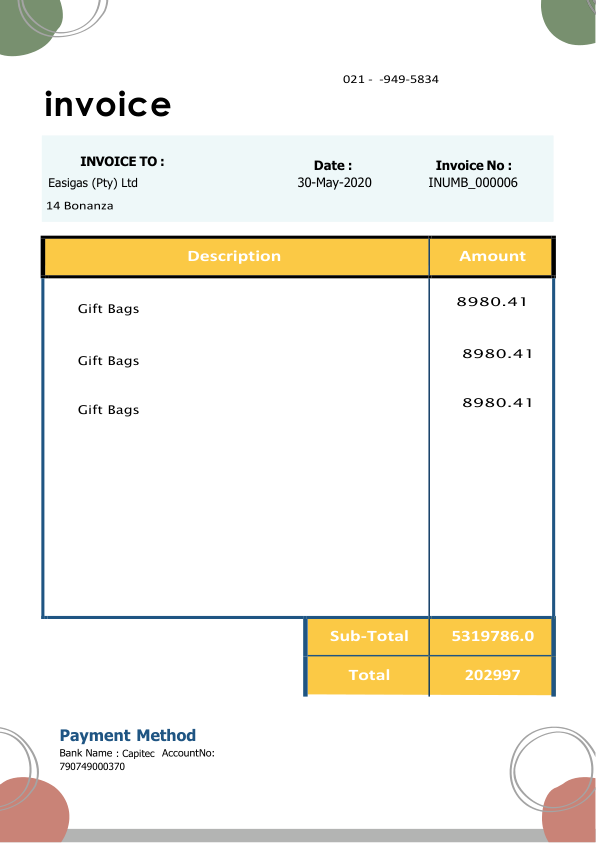 021 -  -949-5834
invoice
INVOICE TO :
Date :
Invoice No :
Easigas (Pty) Ltd
30-May-2020
INUMB_000006
14 Bonanza
Description Amount
Gift Bags 8980.41
Gift Bags 8980.41
Gift Bags 8980.41
Sub-Total 5319786.0
Total 202997
Payment Method
Bank Name : Capitec  AccountNo:
790749000370